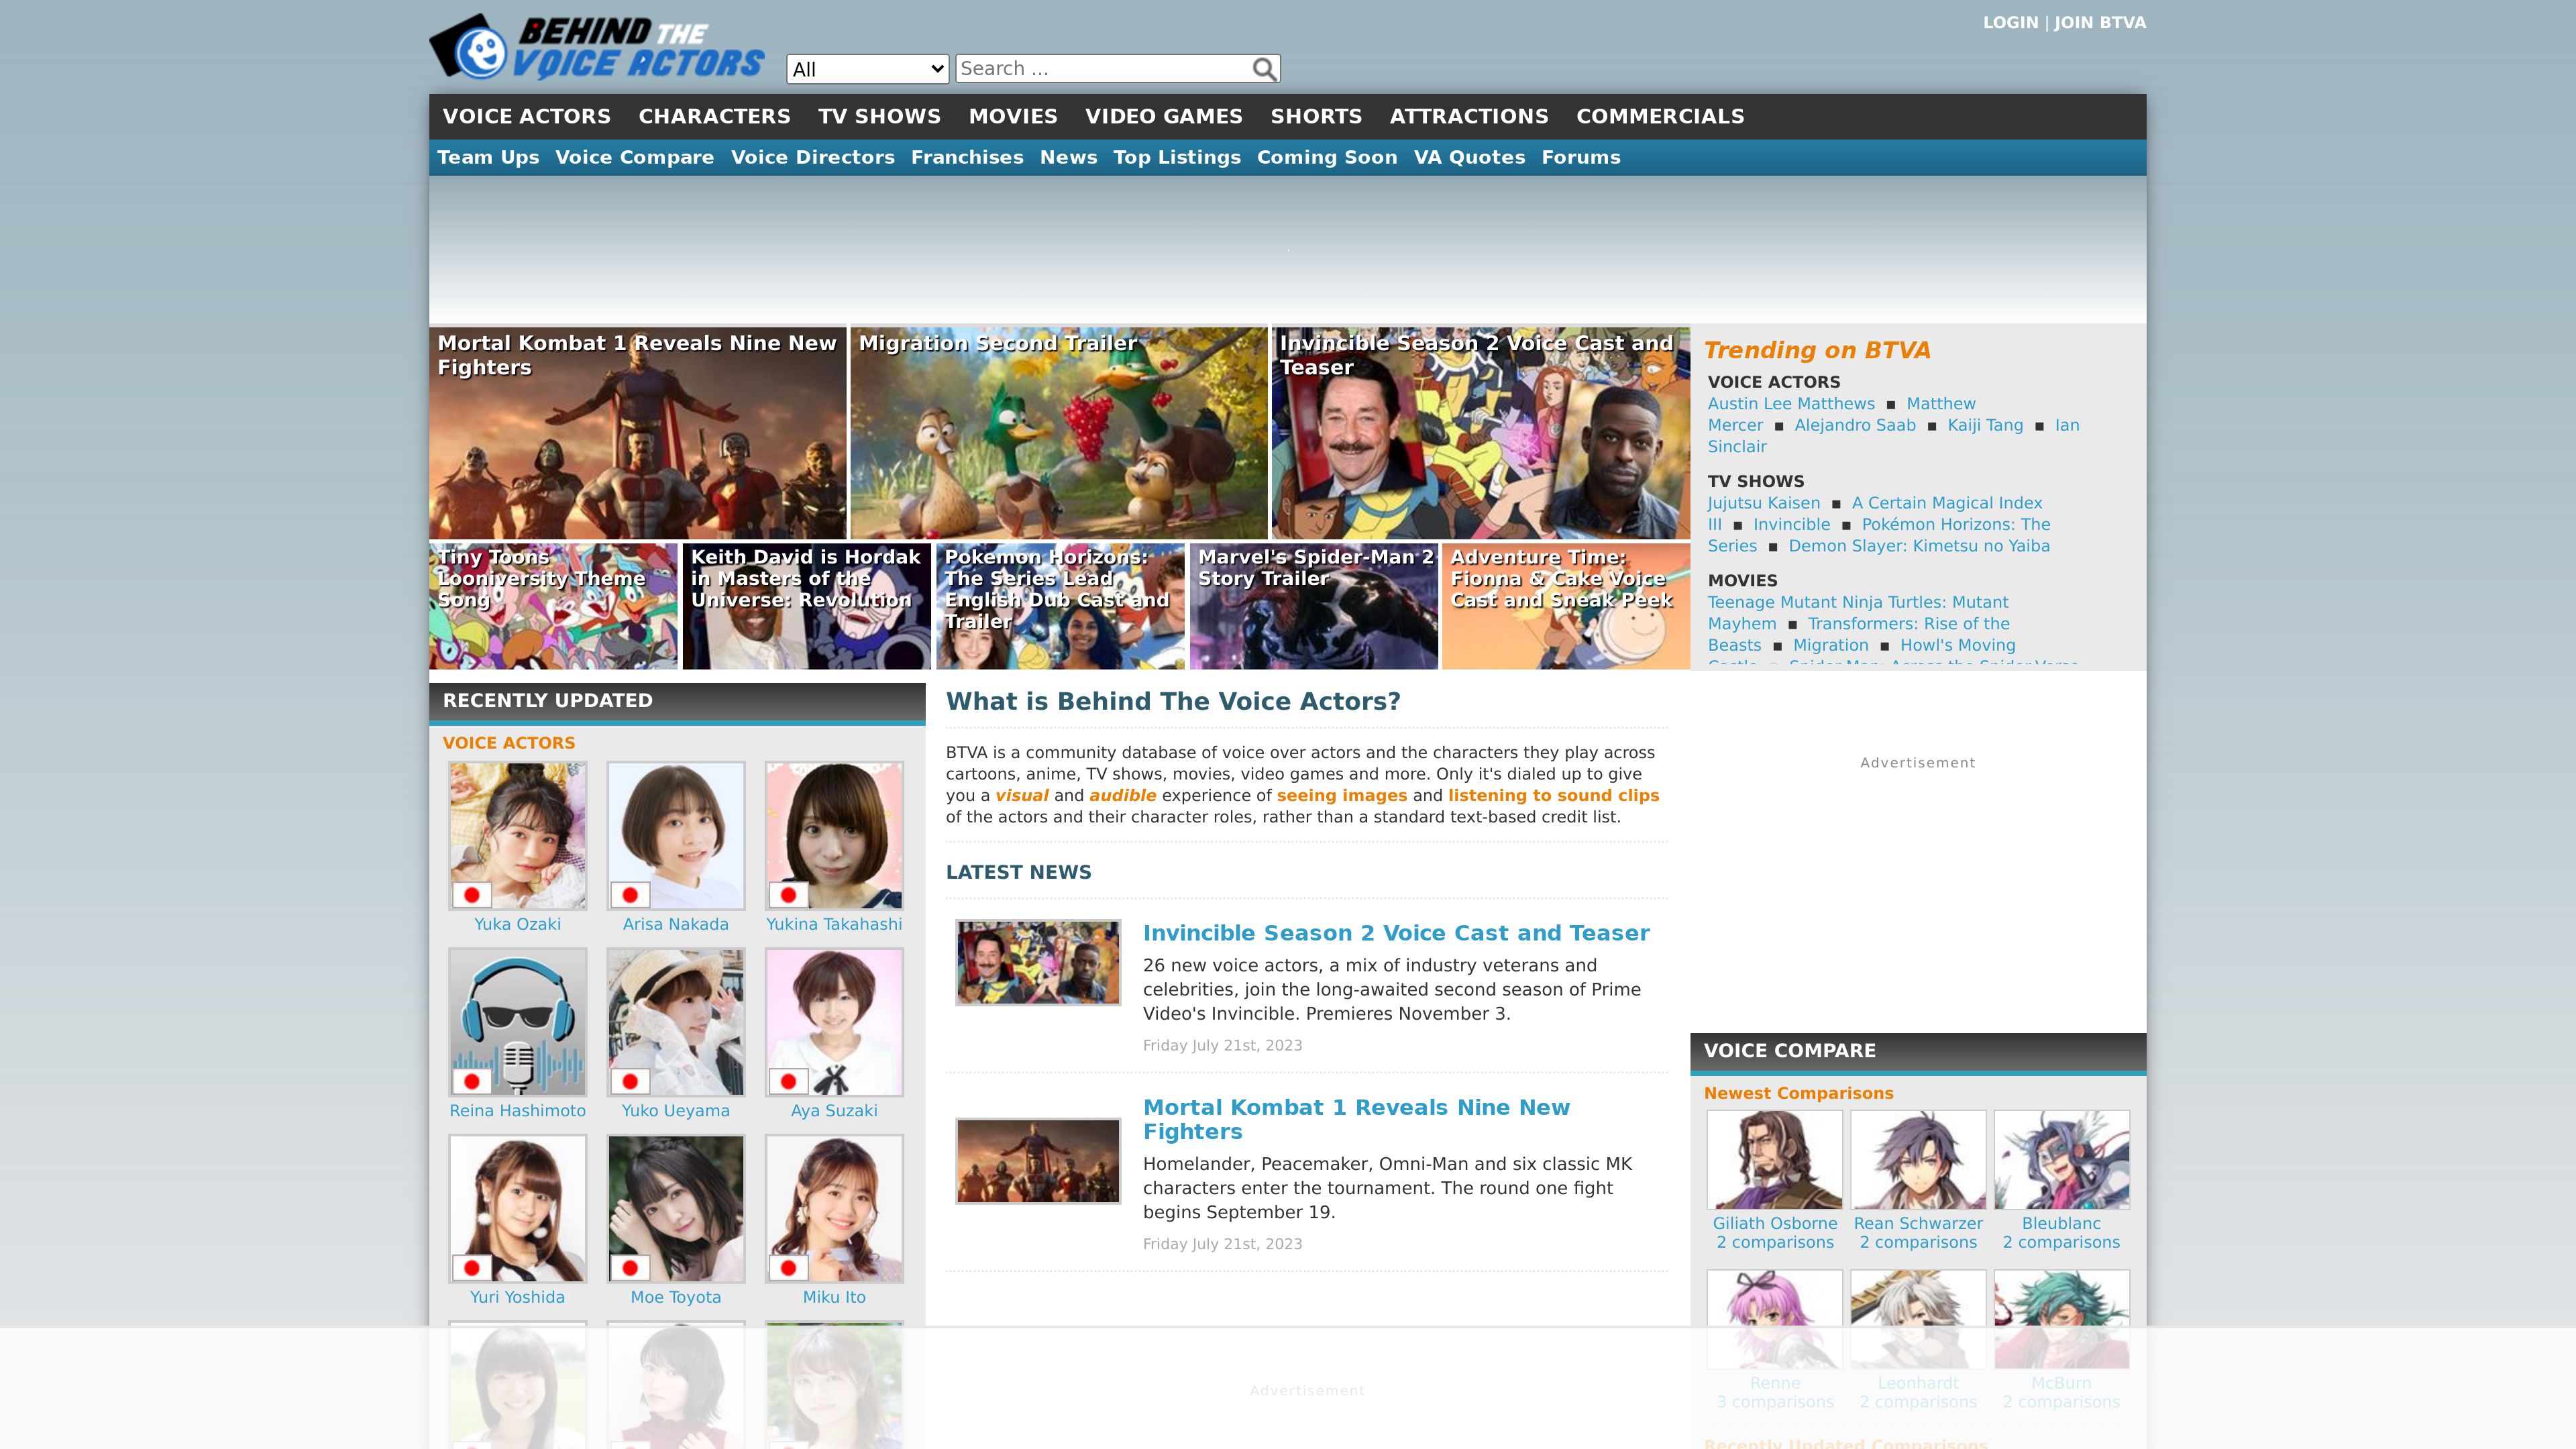 BEHIND THE
VOICE ACTORS
All
Search ...
LOGIN | JOIN BTVA
VOICE ACTORS CHARACTERS TV SHOWS MOVIES VIDEO GAMES SHORTS ATTRACTIONS COMMERCIALS
Team Ups Voice Compare Voice Directors Franchises News Top Listings Coming Soon VA Quotes Forums
Mortal Kombat 1 Reveals Nine New
Fighters
Migration Second Trailer
Invincible Season 2 Voice Cast and
Teaser
Tiny Toons
Looniversity Theme
Song
Keith David is Hordak
in Masters of the
Universe: Revolution
Pokemon Horizons:
The Series Lead
English Dub Cast and
Trailer
Marvel's Spider-Man 2
Story Trailer
Adventure Time:
Fionna & Cake Voice
Cast and Sneak Peek
Trending on BTVA
VOICE ACTORS
Austin Lee Matthews ■ Matthew
Mercer ■ Alejandro Saab ■ Kaiji Tang ■ Ian
Sinclair
TV SHOWS
Jujutsu Kaisen ■ A Certain Magical Index
III ■ Invincible ■ Pokémon Horizons: The
Series ■ Demon Slayer: Kimetsu no Yaiba
MOVIES
Teenage Mutant Ninja Turtles: Mutant
Mayhem ■ Transformers: Rise of the
Beasts ■ Migration ■ Howl's Moving
Castle ■ Spider-Man: Across the Spider-Verse
RECENTLY UPDATED
VOICE ACTORS
Yuka Ozaki
Arisa Nakada
Yukina Takahashi
Reina Hashimoto
Yuko Ueyama
Aya Suzaki
Yuri Yoshida
Moe Toyota
Miku Ito
What is Behind The Voice Actors?
BTVA is a community database of voice over actors and the characters they play across
cartoons, anime, TV shows, movies, video games and more. Only it's dialed up to give
you a visual and audible experience of seeing images and listening to sound clips
of the actors and their character roles, rather than a standard text-based credit list.
LATEST NEWS
Invincible Season 2 Voice Cast and Teaser
26 new voice actors, a mix of industry veterans and
celebrities, join the long-awaited second season of Prime
Video's Invincible. Premieres November 3.
Friday July 21st, 2023
Mortal Kombat 1 Reveals Nine New
Fighters
Homelander, Peacemaker, Omni-Man and six classic MK
characters enter the tournament. The round one fight
begins September 19.
Friday July 21st, 2023
Advertisement
VOICE COMPARE
Newest Comparisons
Giliath Osborne
2 comparisons
Rean Schwarzer
2 comparisons
Bleublanc
2 comparisons
Renne
3 comparisons
Leonhardt
2 comparisons
McBurn
2 comparisons
Recently Updated Comparisons
Advertisement